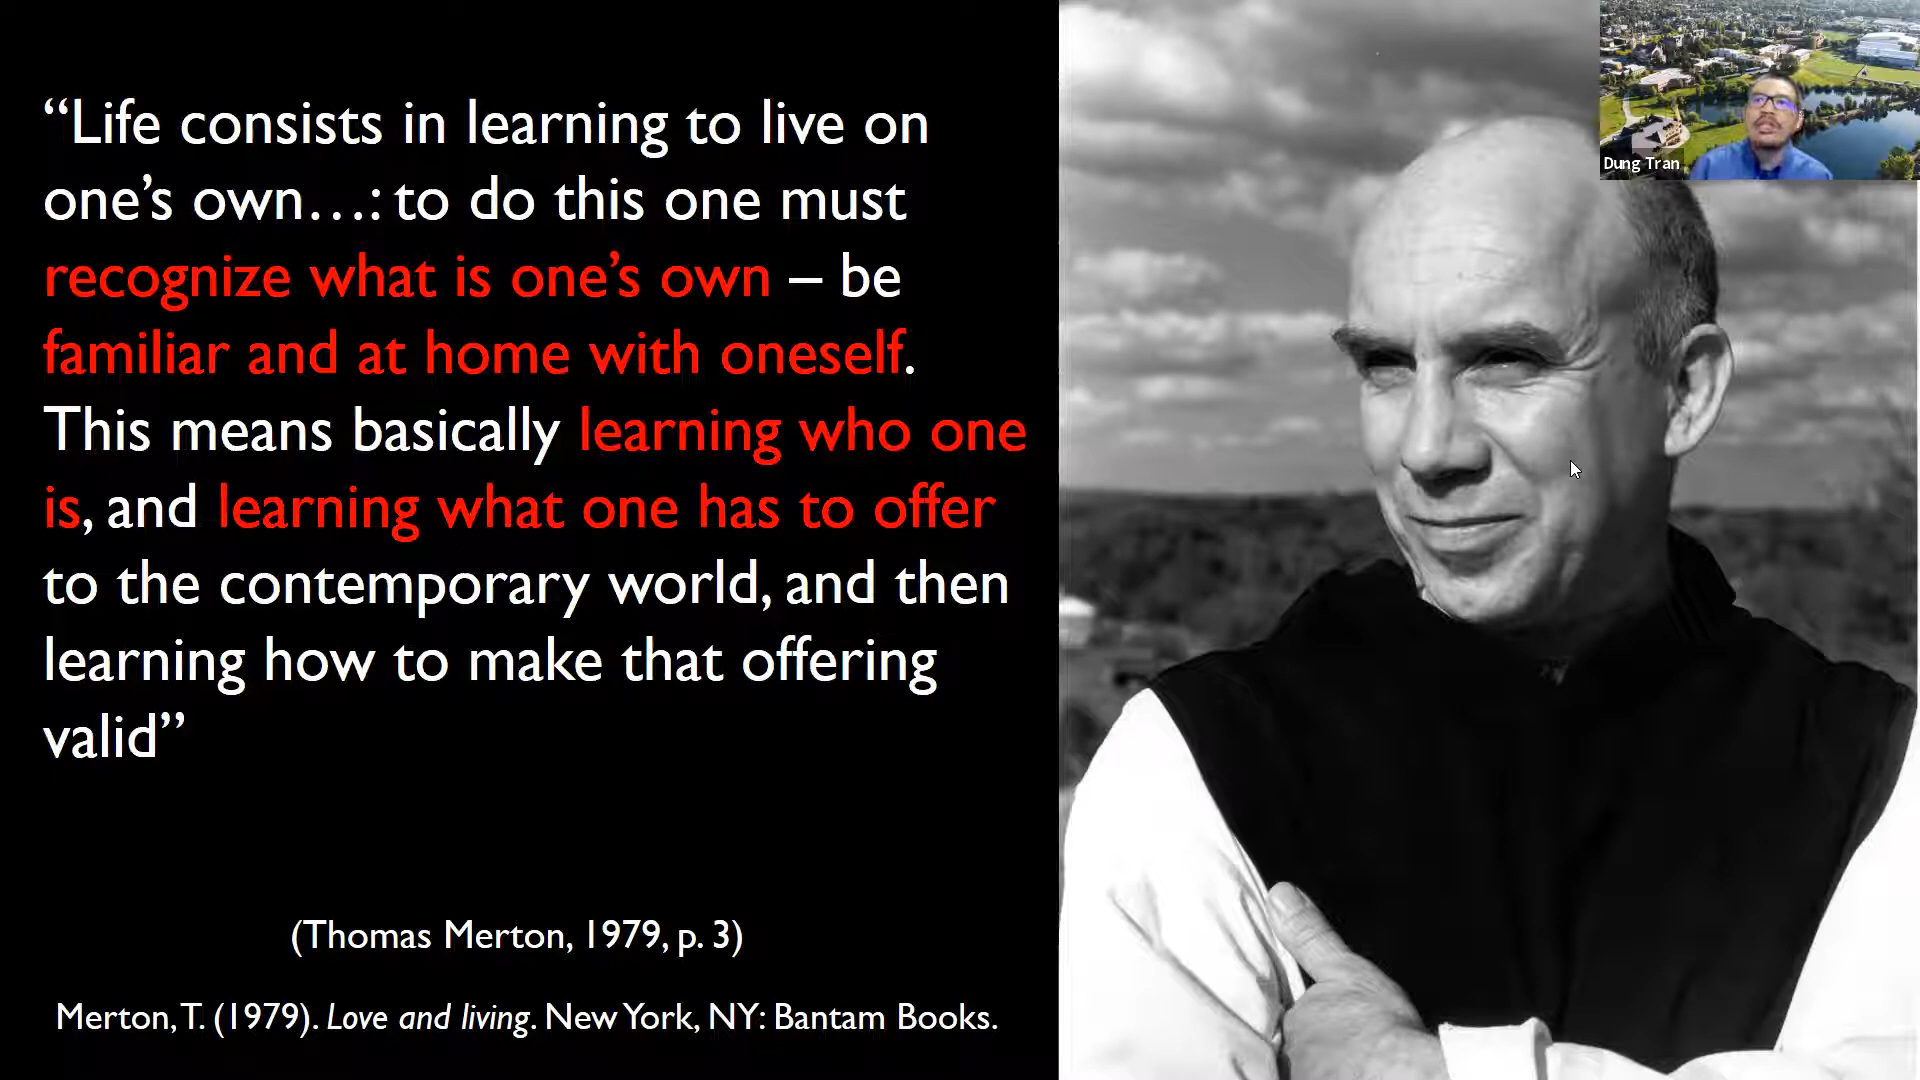 “Life consists in learning to live on
one’s own…: to do this one must
recognize what is one’s own – be
familiar and at home with oneself.
This means basically learning who one
is, and learning what one has to offer
to the contemporary world, and then
learning how to make that offering
valid”
(Thomas Merton, 1979, p. 3)
Merton, T. (1979). Love and living. New York, NY: Bantam Books.
Dung Tran